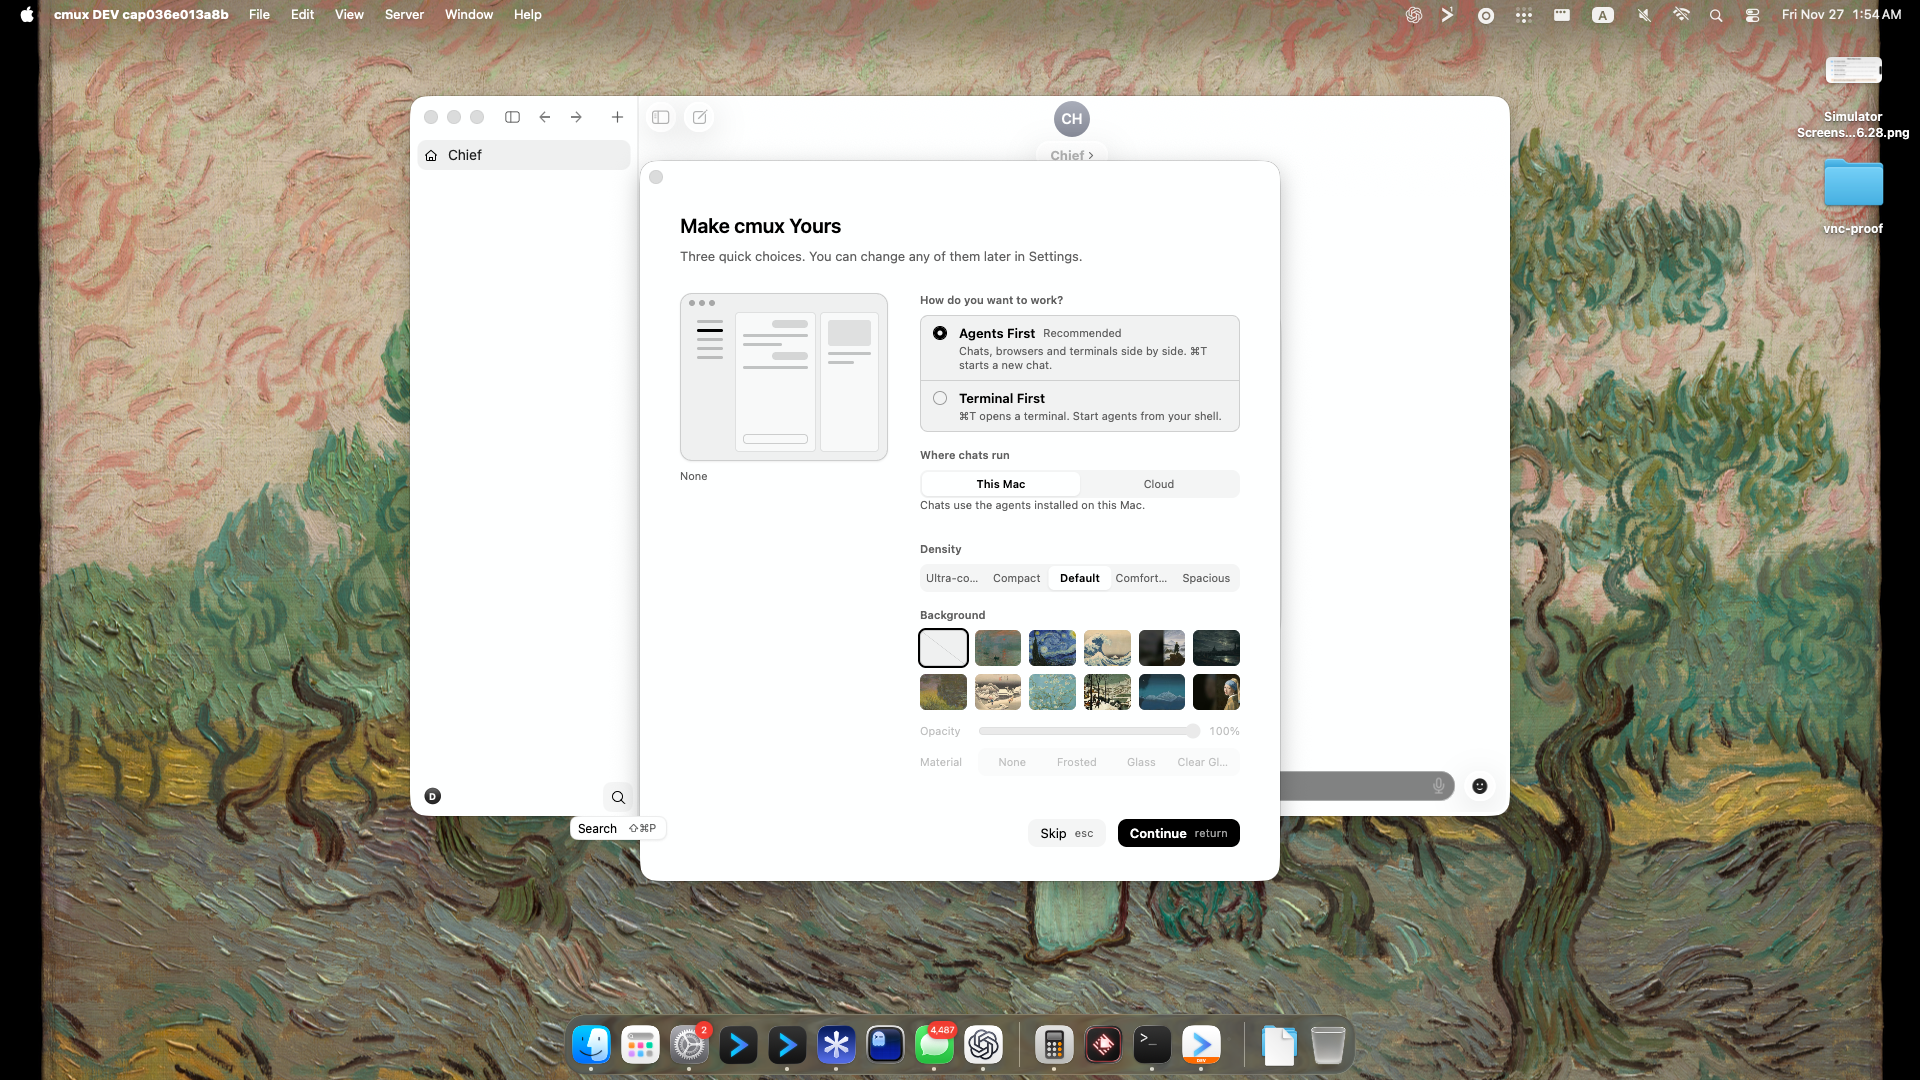 cmux DEV cap036e013a8b File Edit View Server Window Help
A
Fri Nov 27 1:54 AM
Simulator
Screens...6.28.png
vnc-proof
Chief
CH
Chief
Make cmux Yours
Three quick choices. You can change any of them later in Settings.
None
How do you want to work?
Agents First Recommended
Chats, browsers and terminals side by side. ⌘T
starts a new chat.
Terminal First
⌘T opens a terminal. Start agents from your shell.
Where chats run
This Mac Cloud
Chats use the agents installed on this Mac.
Density
Ultra-co... Compact Default Comfort... Spacious
Background
Opacity 100%
Material None Frosted Glass Clear Gl...
D
Search ⇧⌘P
Skip esc Continue return
2
4,487
>_
DEV